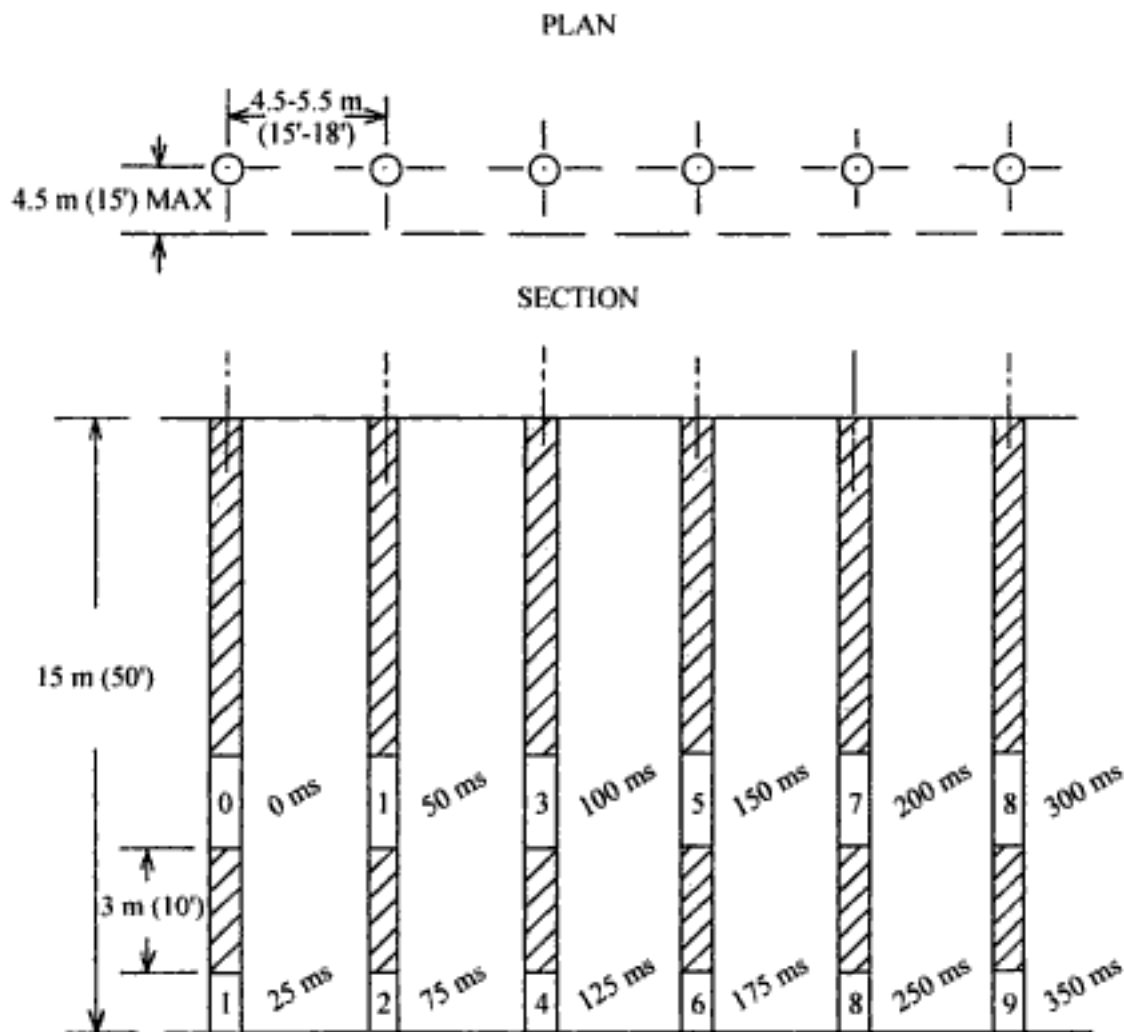 PLAN
4.5-5.5 m
(15'-18')
4.5 m (15') MAX
SECTION
15 m (50')
0 0 ms 1 50 ms 3 100 ms 5 150 ms 7 200 ms 8 300 ms
3 m (10')
1 25 ms 2 75 ms 4 125 ms 6 175 ms 8 250 ms 9 350 ms